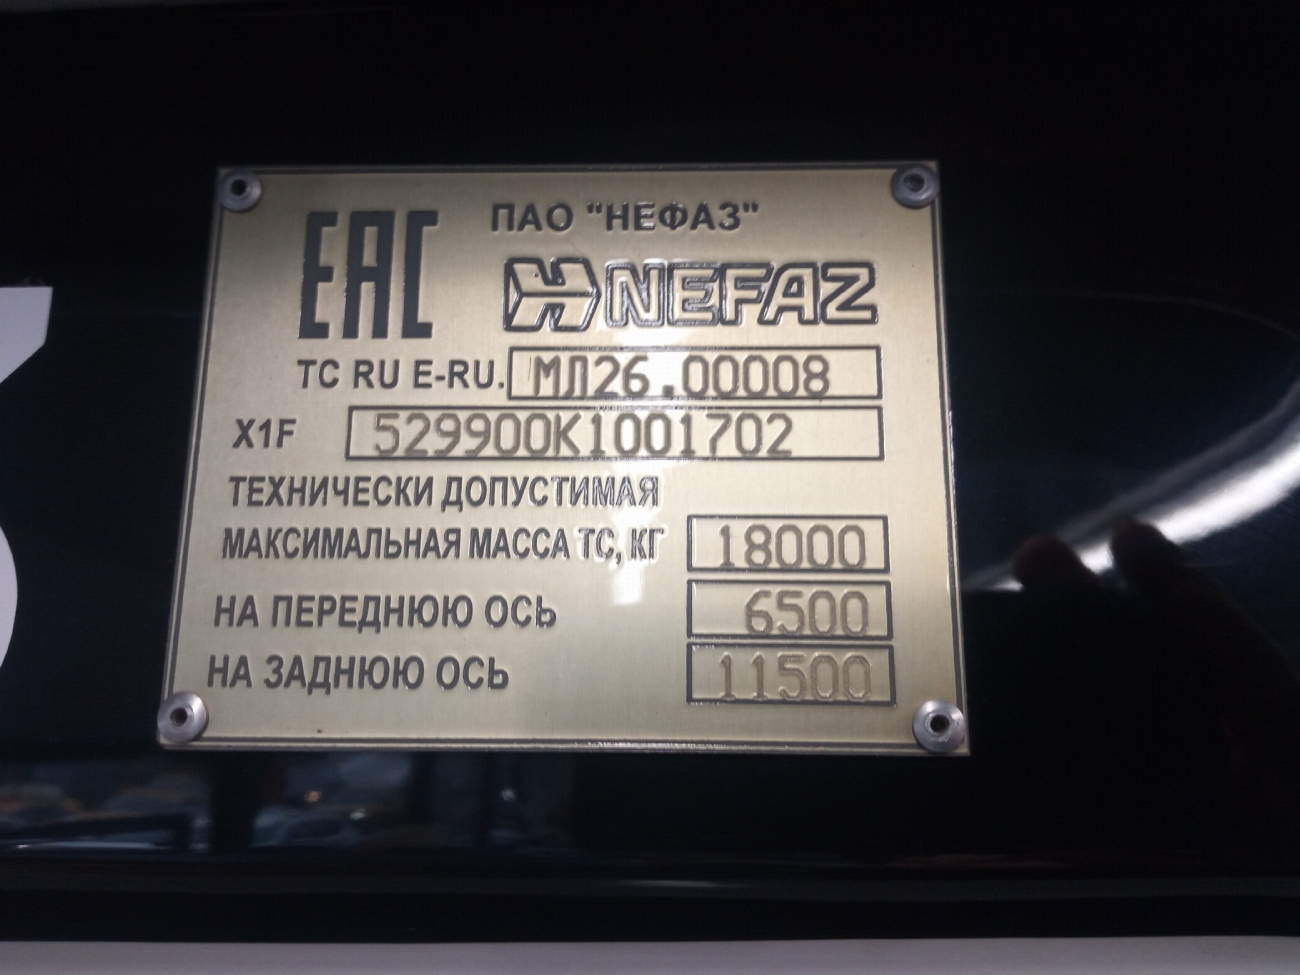 ЕАС
ПАО "НЕФАЗ"
NEFAZ
ТС RU E-RU. МЛ26.00008
X1F 529900K1001702
ТЕХНИЧЕСКИ ДОПУСТИМАЯ
МАКСИМАЛЬНАЯ МАССА ТС, КГ 18000
НА ПЕРЕДНЮЮ ОСЬ 6500
НА ЗАДНЮЮ ОСЬ 11500